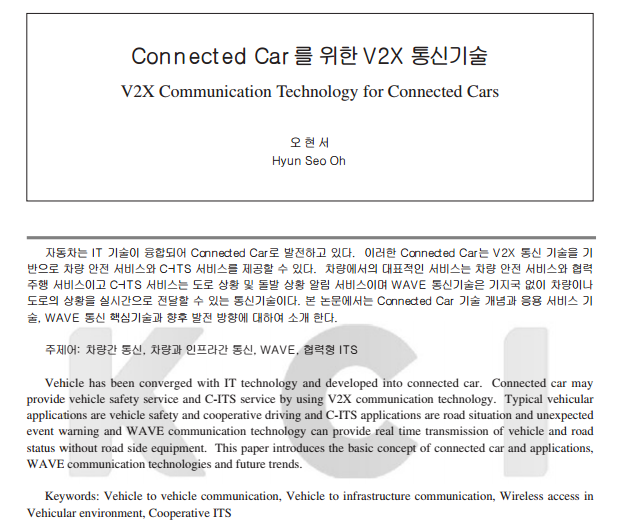 Connected Car 를 위한 V2X 통신기술
V2X Communication Technology for Connected Cars
오 현 서
Hyun Seo Oh
자동차는 IT 기술이 융합되어 Connected Car로 발전하고 있다. 이러한 Connected Car는 V2X 통신 기술을 기
반으로 차량 안전 서비스와 C-ITS 서비스를 제공할 수 있다. 차량에서의 대표적인 서비스는 차량 안전 서비스와 협력
주행 서비스이고 C-ITS 서비스는 도로 상황 및 돌발 상황 알림 서비스이며 WAVE 통신기술은 기지국 없이 차량이나
도로의 상황을 실시간으로 전달할 수 있는 통신기술이다. 본 논문에서는 Connected Car 기술 개념과 응용 서비스 기
술, WAVE 통신 핵심기술과 향후 발전 방향에 대하여 소개 한다.
주제어: 차량간 통신, 차량과 인프라간 통신, WAVE, 협력형 ITS
Vehicle has been converged with IT technology and developed into connected car. Connected car may
provide vehicle safety service and C-ITS service by using V2X communication technology. Typical vehicular
applications are vehicle safety and cooperative driving and C-ITS applications are road situation and unexpected
event warning and WAVE communication technology can provide real time transmission of vehicle and road
status without road side equipment. This paper introduces the basic concept of connected car and applications,
WAVE communication technologies and future trends.
Keywords: Vehicle to vehicle communication, Vehicle to infrastructure communication, Wireless access in
Vehicular environment, Cooperative ITS
KCI